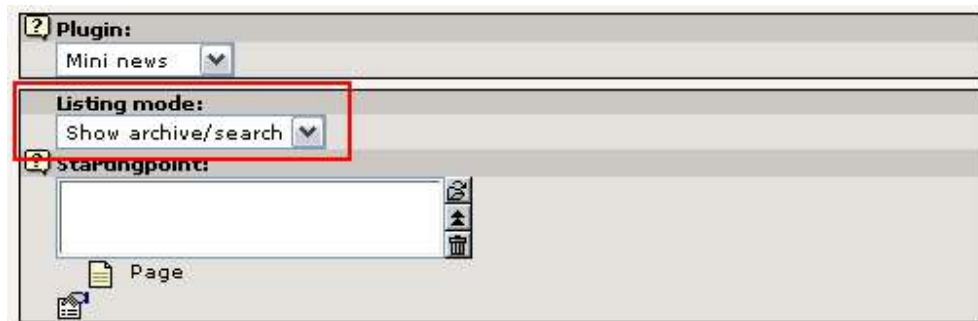 ? Plugin:
Mini news
Listing mode:
Show archive/search
? Startingpoint:
Page